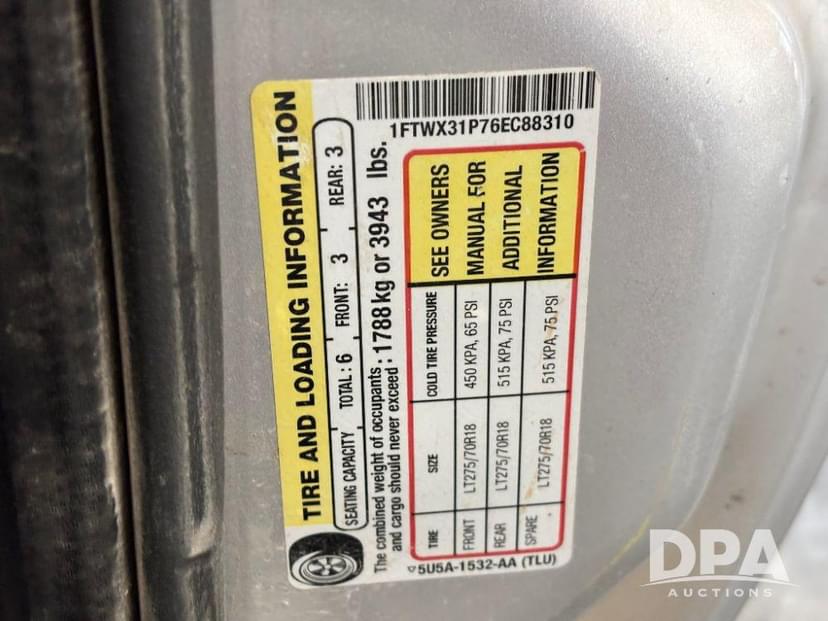 TIRE AND LOADING INFORMATION
SEATING CAPACITY TOTAL: 6 FRONT: 3 REAR: 3
The combined weight of occupants and cargo should never exceed : 1788 kg or 3943 lbs.
TIRE SIZE COLD TIRE PRESSURE
FRONT LT275/70R18 450 KPA, 65 PSI
REAR LT275/70R18 515 KPA, 75 PSI
SPARE LT275/70R18 515 KPA, 75 PSI
SEE OWNERS
MANUAL FOR
ADDITIONAL
INFORMATION
5U5A-1532-AA (TLU)
1FTWX31P76EC88310
DPA
AUCTIONS